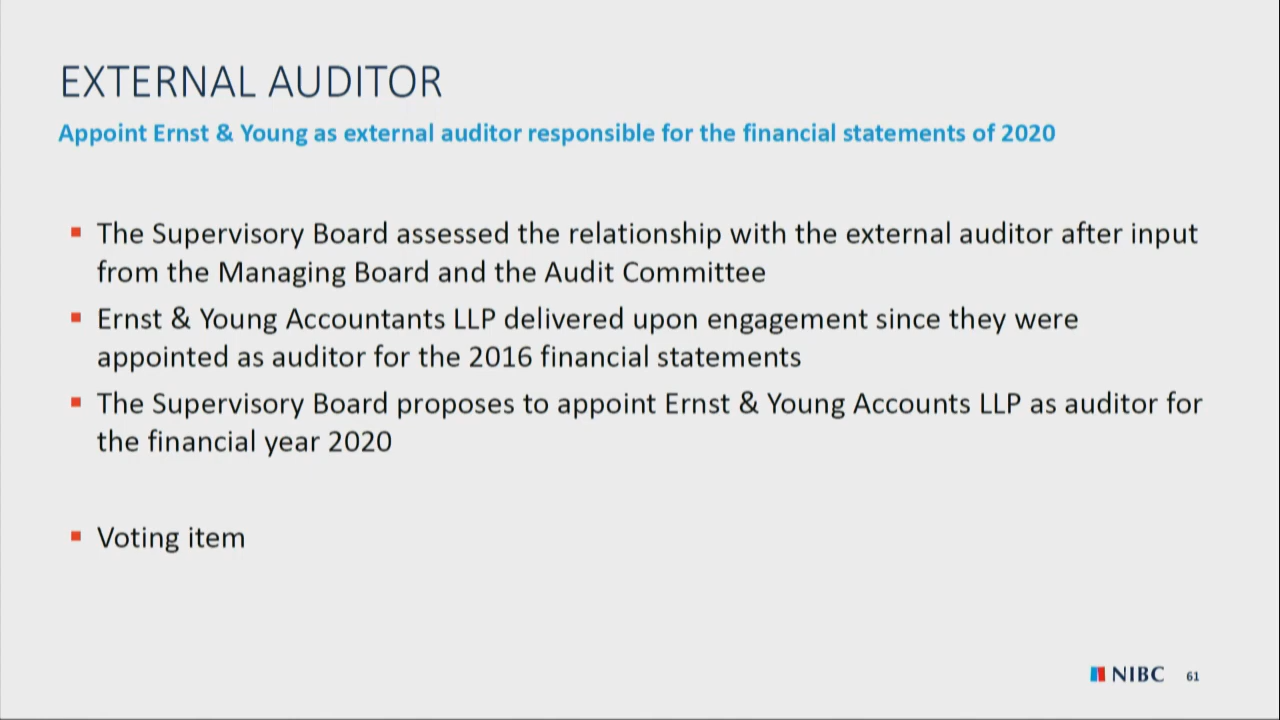 EXTERNAL AUDITOR
Appoint Ernst & Young as external auditor responsible for the financial statements of 2020
The Supervisory Board assessed the relationship with the external auditor after input
from the Managing Board and the Audit Committee
Ernst & Young Accountants LLP delivered upon engagement since they were
appointed as auditor for the 2016 financial statements
The Supervisory Board proposes to appoint Ernst & Young Accounts LLP as auditor for
the financial year 2020
Voting item
NIBC 61